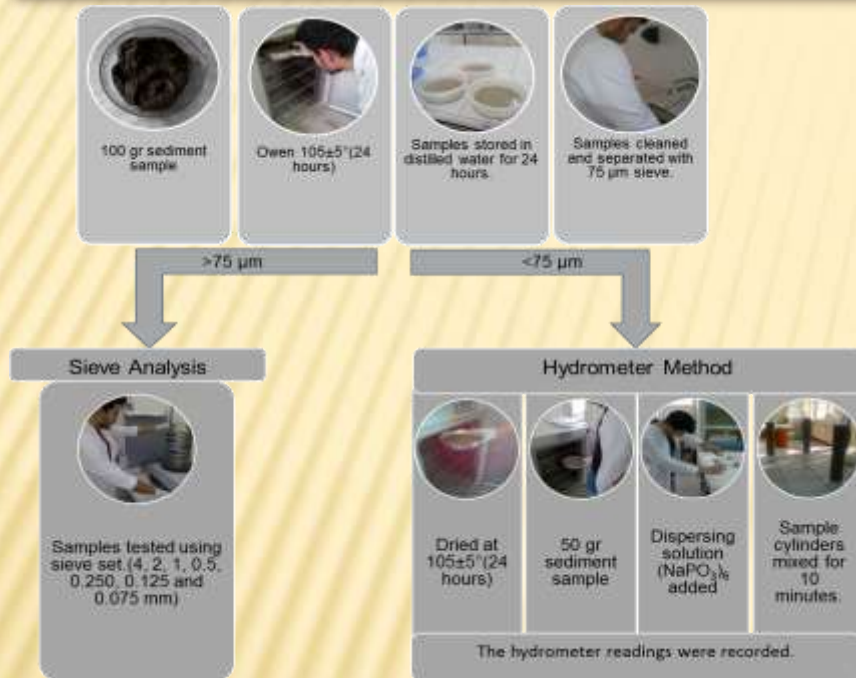 100 gr sediment
sample
Owen 105±5°(24
hours)
Samples stored in
distilled water for 24
hours.
Samples cleaned
and separated with
75 µm sieve.
>75 µm
<75 µm
Sieve Analysis
Samples tested using
sieve set.(4, 2, 1, 0.5,
0.250, 0.125 and
0.075 mm)
Hydrometer Method
Dried at
105±5°(24
hours)
50 gr
sediment
sample
Dispersing
solution
(NaPO₃)₆
added
Sample
cylinders
mixed for
10
minutes.
The hydrometer readings were recorded.